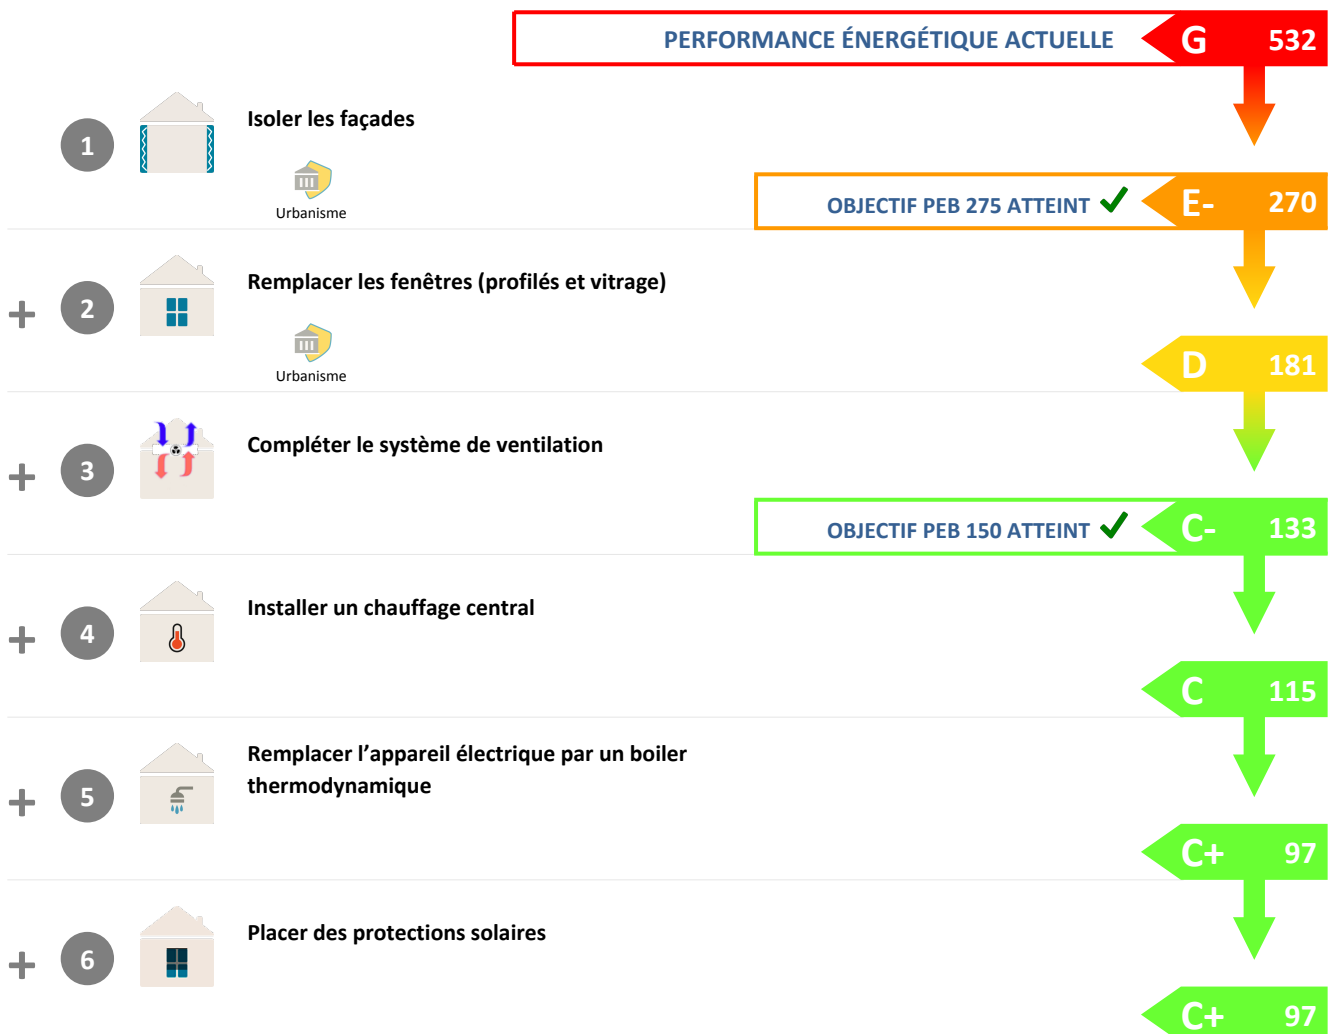 PERFORMANCE ÉNERGÉTIQUE ACTUELLE G 532
1 Isoler les façades
Urbanisme
OBJECTIF PEB 275 ATTEINT E- 270
+ 2 Remplacer les fenêtres (profilés et vitrage)
Urbanisme
D 181
+ 3 Compléter le système de ventilation
OBJECTIF PEB 150 ATTEINT C- 133
+ 4 Installer un chauffage central
C 115
+ 5 Remplacer l’appareil électrique par un boiler
thermodynamique
C+ 97
+ 6 Placer des protections solaires
C+ 97